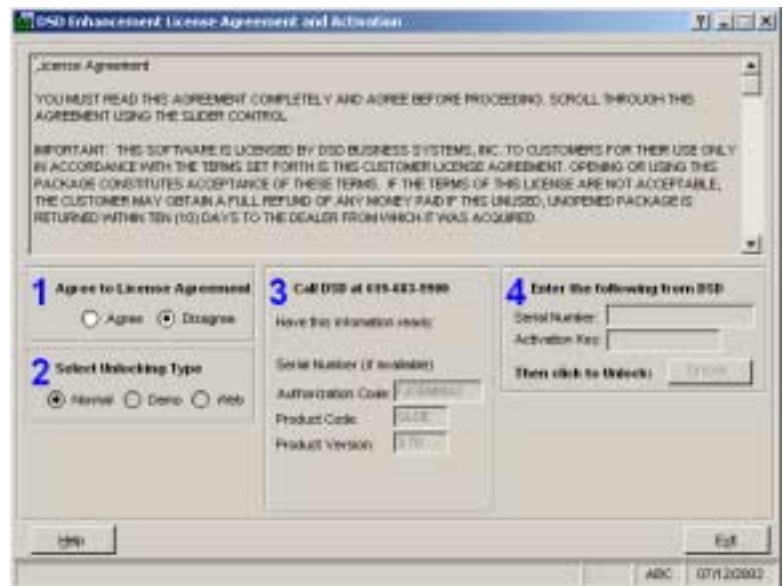 DSD Enhancement License Agreement and Activation
License Agreement
YOU MUST READ THIS AGREEMENT COMPLETELY AND AGREE BEFORE PROCEEDING. SCROLL THROUGH THIS
AGREEMENT USING THE SLIDER CONTROL.
IMPORTANT: THIS SOFTWARE IS LICENSED BY DSD BUSINESS SYSTEMS, INC. TO CUSTOMERS FOR THEIR USE ONLY
IN ACCORDANCE WITH THE TERMS SET FORTH IS THIS CUSTOMER LICENSE AGREEMENT. OPENING OR USING THIS
PACKAGE CONSTITUTES ACCEPTANCE OF THESE TERMS. IF THE TERMS OF THIS LICENSE ARE NOT ACCEPTABLE,
THE CUSTOMER MAY OBTAIN A FULL REFUND OF ANY MONEY PAID IF THIS UNUSED, UNOPENED PACKAGE IS
RETURNED WITHIN TEN (10) DAYS TO THE DEALER FROM WHICH IT WAS ACQUIRED.
1 Agree to License Agreement
Agree Disagree
2 Select Unlocking Type
Normal Demo Web
3 Call DSD at
Have this information ready:
Serial Number (if available)
Authorization Code:
Product Code:
Product Version:
4 Enter the following from DSD
Serial Number:
Activation Key:
Then click to Unlock:
Help
Exit
ABC 07/12/2002